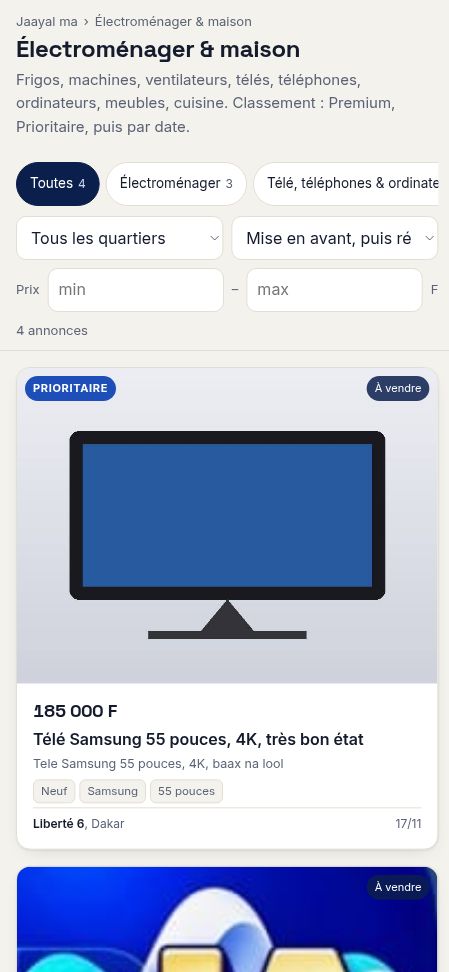 Jaayal ma › Électroménager & maison
Électroménager & maison
Frigos, machines, ventilateurs, télés, téléphones,
ordinateurs, meubles, cuisine. Classement : Premium,
Prioritaire, puis par date.
Toutes 4
Électroménager 3
Télé, téléphones & ordinate
Tous les quartiers
Mise en avant, puis ré
Prix min – max F
4 annonces
PRIORITAIRE
À vendre
185 000 F
Télé Samsung 55 pouces, 4K, très bon état
Tele Samsung 55 pouces, 4K, baax na lool
Neuf
Samsung
55 pouces
Liberté 6, Dakar
17/11
À vendre